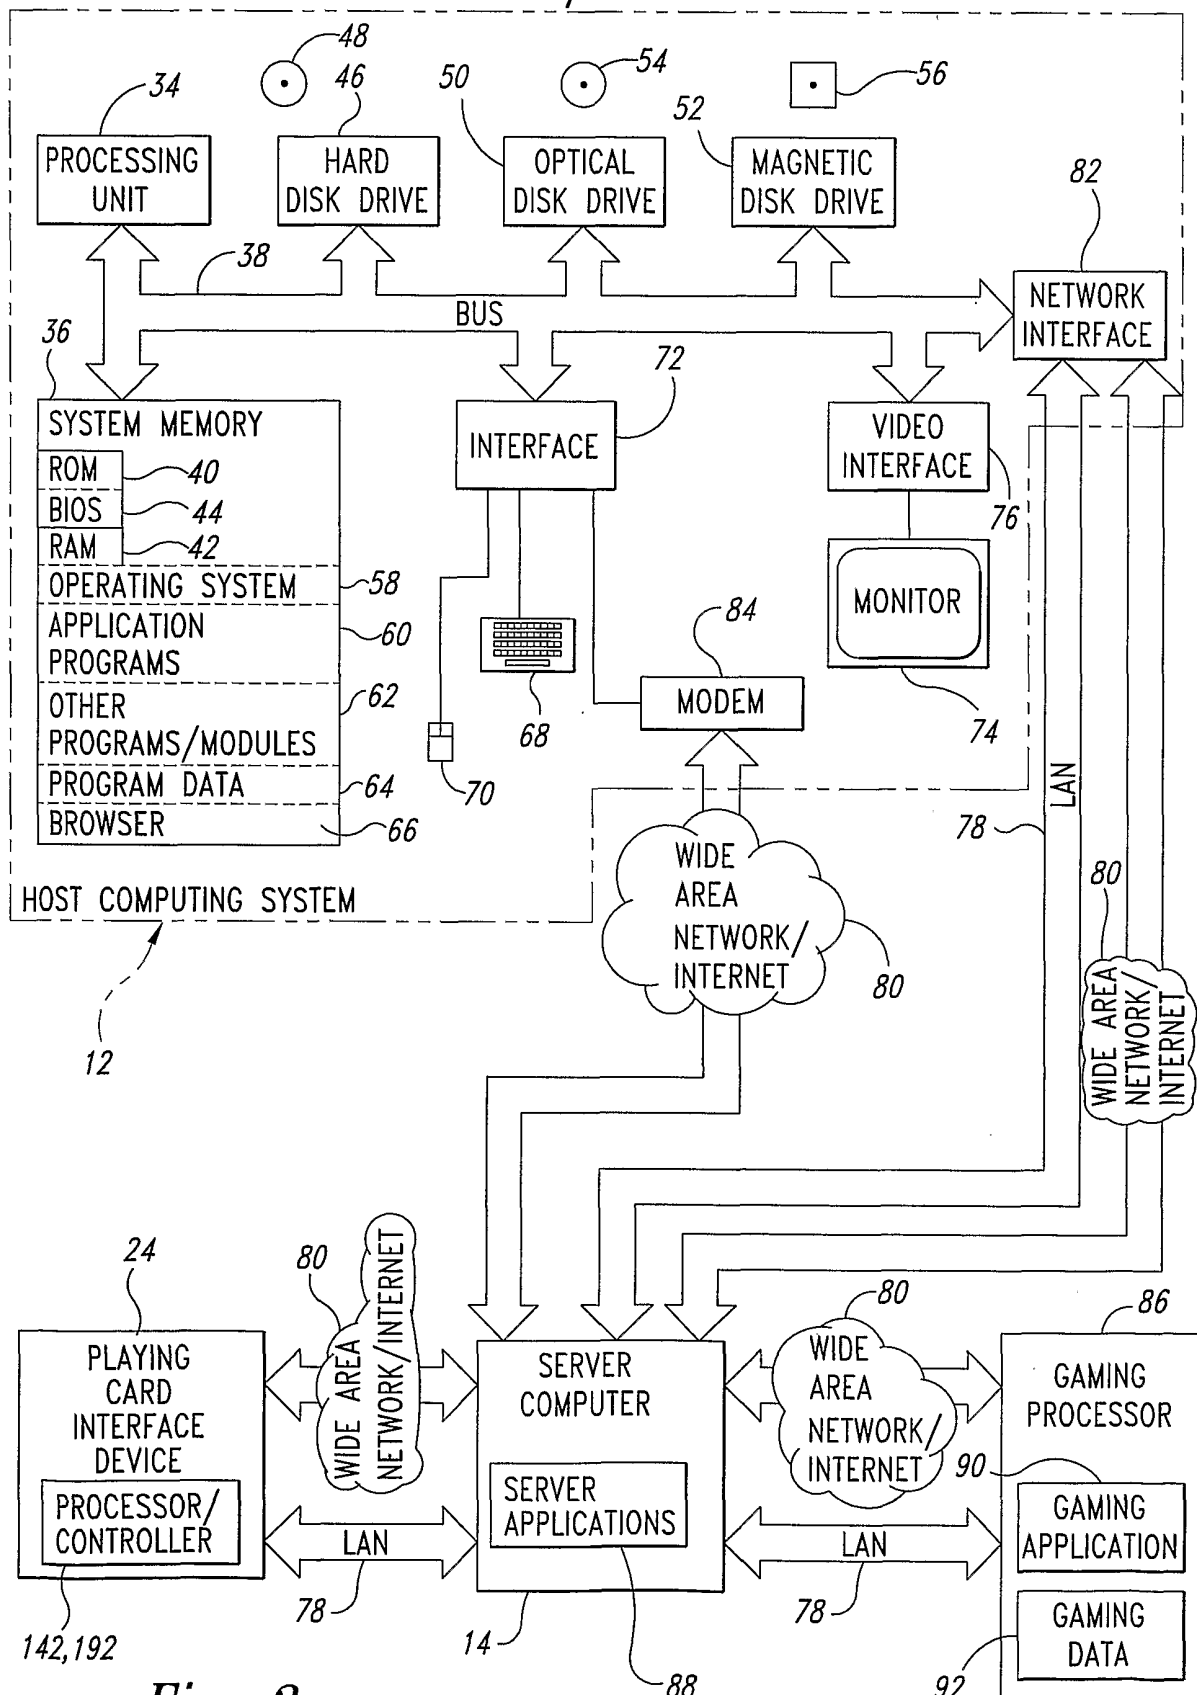 48
34
46
50
54
52
56
82
PROCESSING
UNIT
HARD
DISK DRIVE
OPTICAL
DISK DRIVE
MAGNETIC
DISK DRIVE
38
BUS
NETWORK
INTERFACE
36
72
SYSTEM MEMORY
ROM
40
BIOS
44
RAM
42
OPERATING SYSTEM
58
APPLICATION
PROGRAMS
60
OTHER
PROGRAMS/MODULES
62
PROGRAM DATA
64
BROWSER
66
INTERFACE
VIDEO
INTERFACE
76
MONITOR
74
84
MODEM
68
70
HOST COMPUTING SYSTEM
12
WIDE
AREA
NETWORK/
INTERNET
80
LAN
78
80
WIDE AREA
NETWORK/
INTERNET
24
PLAYING
CARD
INTERFACE
DEVICE
PROCESSOR/
CONTROLLER
142,192
80
WIDE AREA
NETWORK/INTERNET
LAN
78
SERVER
COMPUTER
SERVER
APPLICATIONS
14
88
80
WIDE
AREA
NETWORK/
INTERNET
LAN
78
86
GAMING
PROCESSOR
90
GAMING
APPLICATION
GAMING
DATA
92